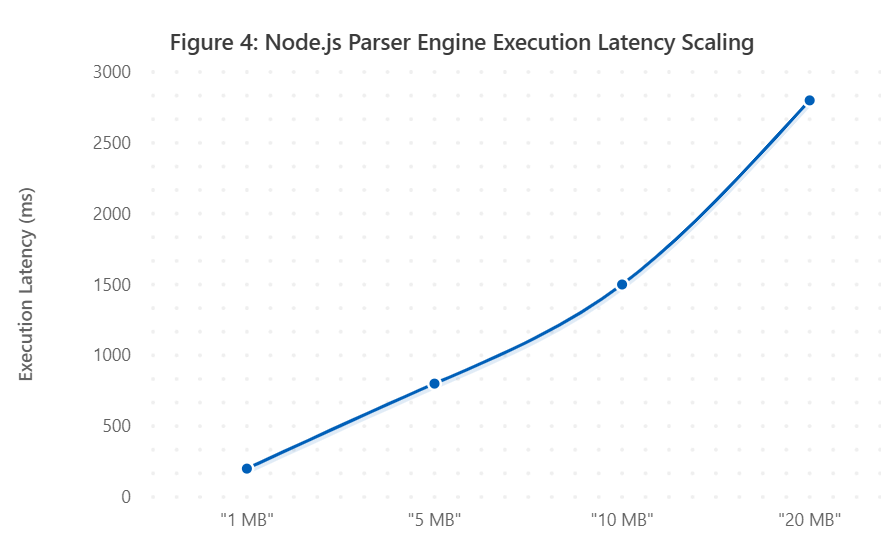 Figure 4: Node.js Parser Engine Execution Latency Scaling
3000
2500
2000
1500
1000
500
0
Execution Latency (ms)
"1 MB"
"5 MB"
"10 MB"
"20 MB"